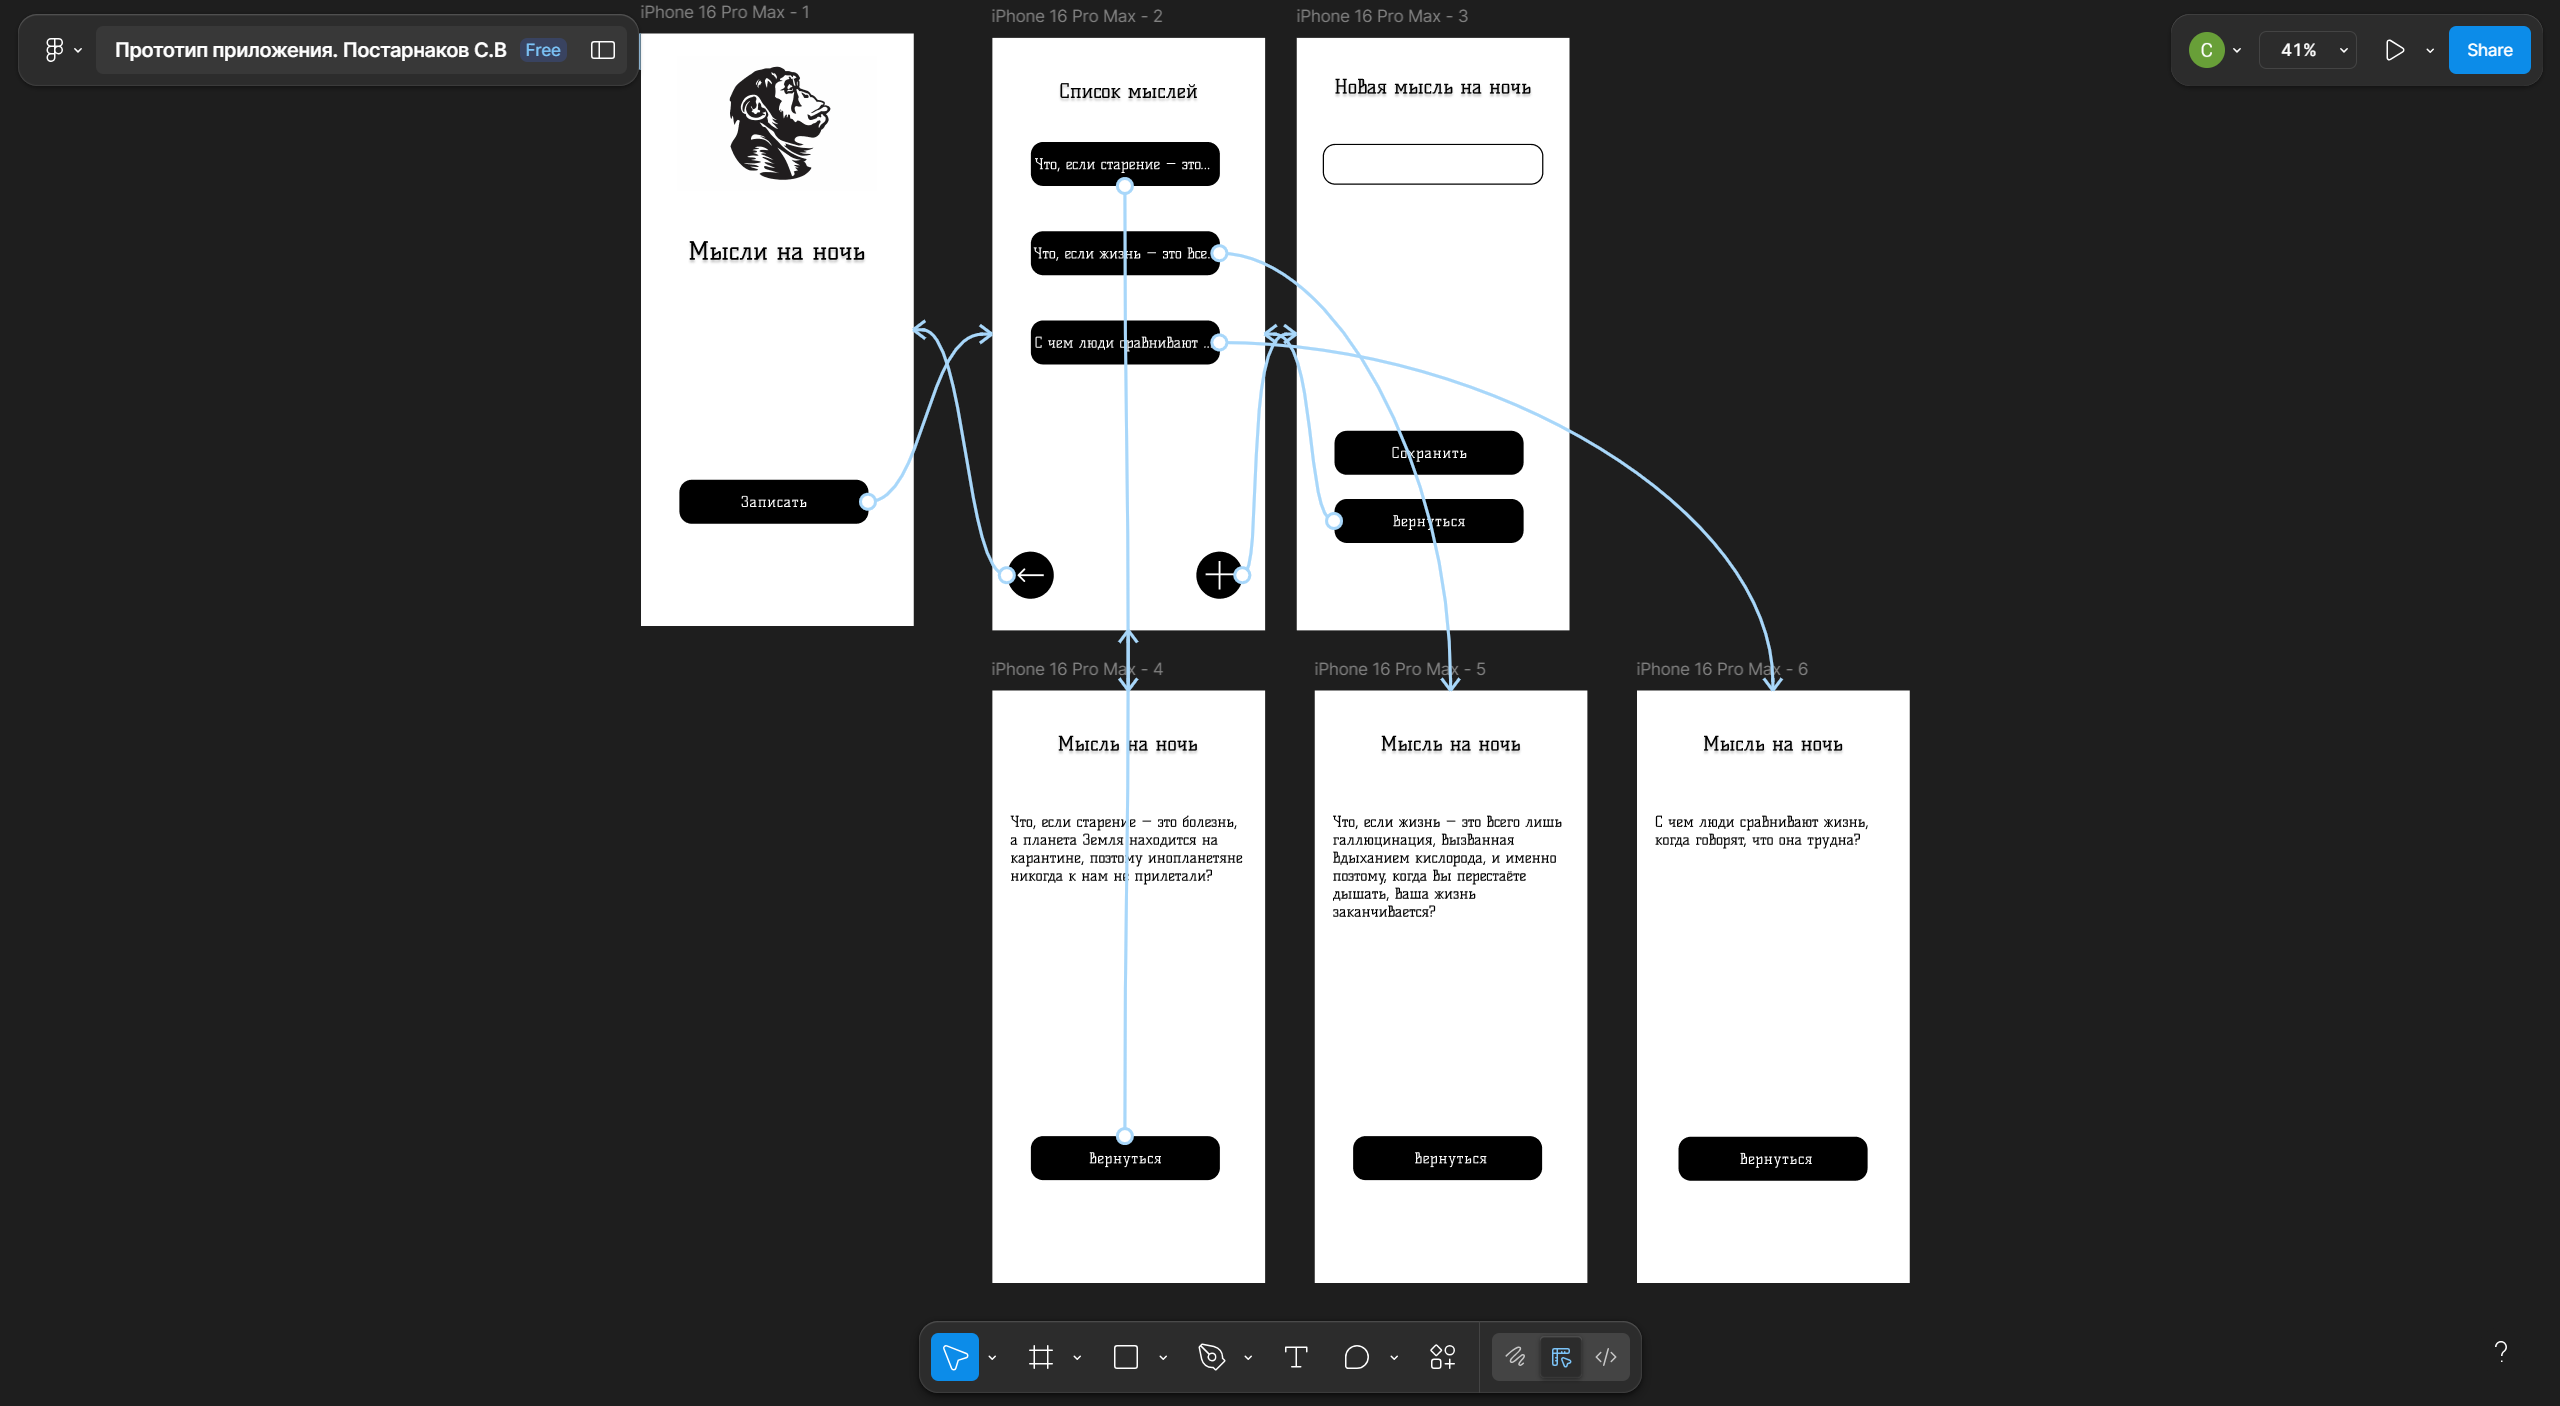 Прототип приложения. Постарнаков С.В
Free
C
41%
Share
iPhone 16 Pro Max - 1
Мысли на ночь
Записать
iPhone 16 Pro Max - 2
Список мыслей
Что, если старение — это...
Что, если жизнь — это все..
С чем люди сравнивают ...
iPhone 16 Pro Max - 3
Новая мысль на ночь
Сохранить
Вернуться
iPhone 16 Pro Max - 4
Мысль на ночь
Что, если старение — это болезнь,
а планета Земля находится на
карантине, поэтому инопланетяне
никогда к нам не прилетали?
Вернуться
iPhone 16 Pro Max - 5
Мысль на ночь
Что, если жизнь — это всего лишь
галлюцинация, вызванная
вдыханием кислорода, и именно
поэтому, когда вы перестаёте
дышать, ваша жизнь
заканчивается?
Вернуться
iPhone 16 Pro Max - 6
Мысль на ночь
С чем люди сравнивают жизнь,
когда говорят, что она трудна?
Вернуться